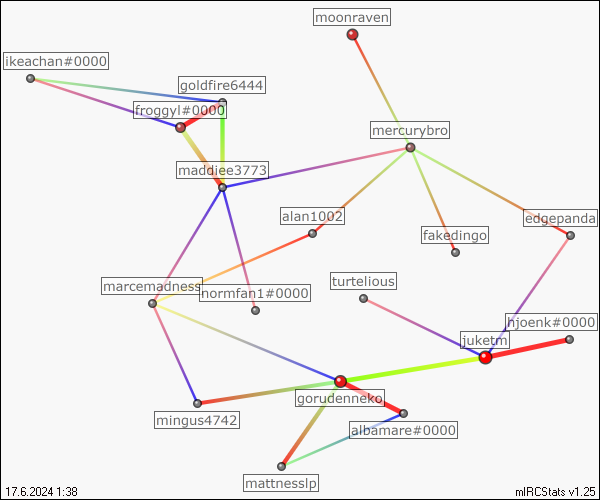 moonraven
ikeachan#0000
goldfire6444
froggyl#0000
mercurybro
maddiee3773
alan1002
edgepanda
fakedingo
turtelious
marcemadness
normfan1#0000
hjoenk#0000
juketm
gorudenneko
mingus4742
albamare#0000
mattnesslp
17.6.2024 1:38
mIRCStats v1.25